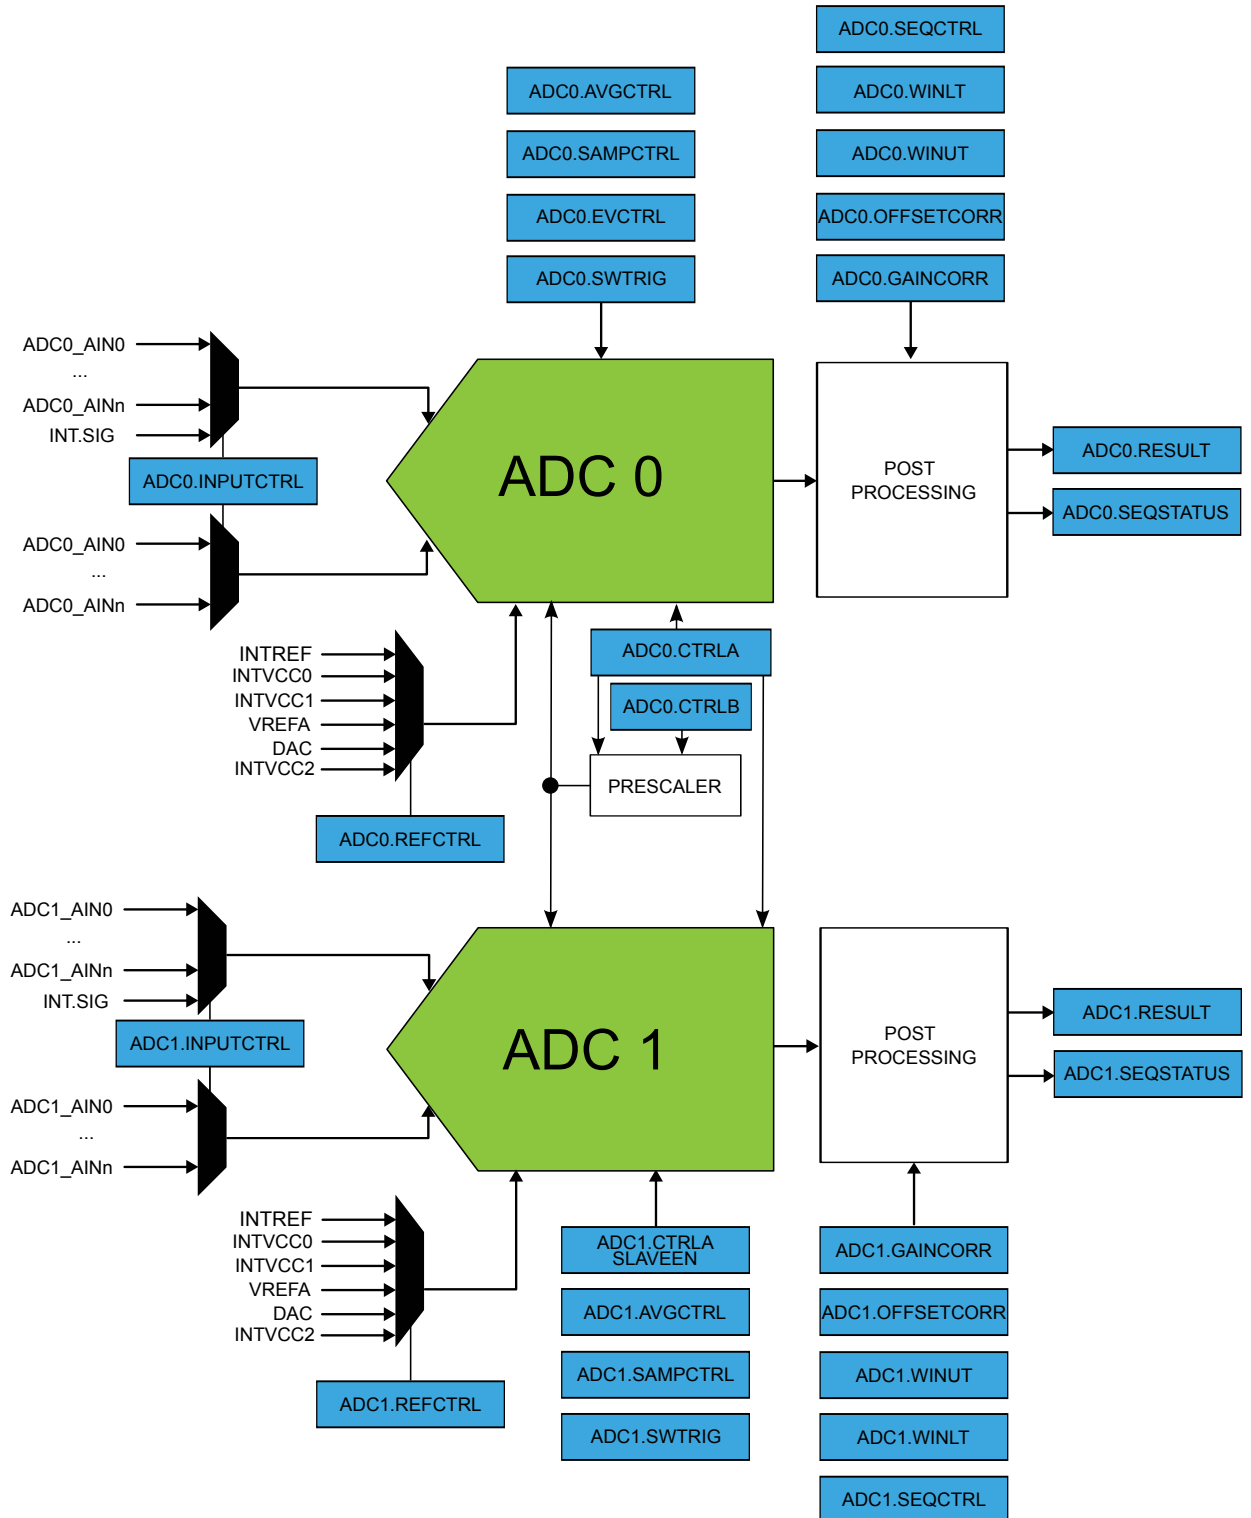 ADC0.SEQCTRL
ADC0.AVGCTRL
ADC0.WINLT
ADC0.SAMPCTRL
ADC0.WINUT
ADC0.EVCTRL
ADC0.OFFSETCORR
ADC0.SWTRIG
ADC0.GAINCORR
ADC0_AIN0
...
ADC0_AINn
INT.SIG
ADC0.INPUTCTRL
ADC0_AIN0
...
ADC0_AINn
ADC 0
POST
PROCESSING
ADC0.RESULT
ADC0.SEQSTATUS
INTREF
INTVCC0
INTVCC1
VREFA
DAC
INTVCC2
ADC0.REFCTRL
ADC0.CTRLA
ADC0.CTRLB
PRESCALER
ADC1_AIN0
...
ADC1_AINn
INT.SIG
ADC1.INPUTCTRL
ADC1_AIN0
...
ADC1_AINn
ADC 1
POST
PROCESSING
ADC1.RESULT
ADC1.SEQSTATUS
INTREF
INTVCC0
INTVCC1
VREFA
DAC
INTVCC2
ADC1.REFCTRL
ADC1.CTRLA
SLAVEEN
ADC1.AVGCTRL
ADC1.SAMPCTRL
ADC1.SWTRIG
ADC1.GAINCORR
ADC1.OFFSETCORR
ADC1.WINUT
ADC1.WINLT
ADC1.SEQCTRL